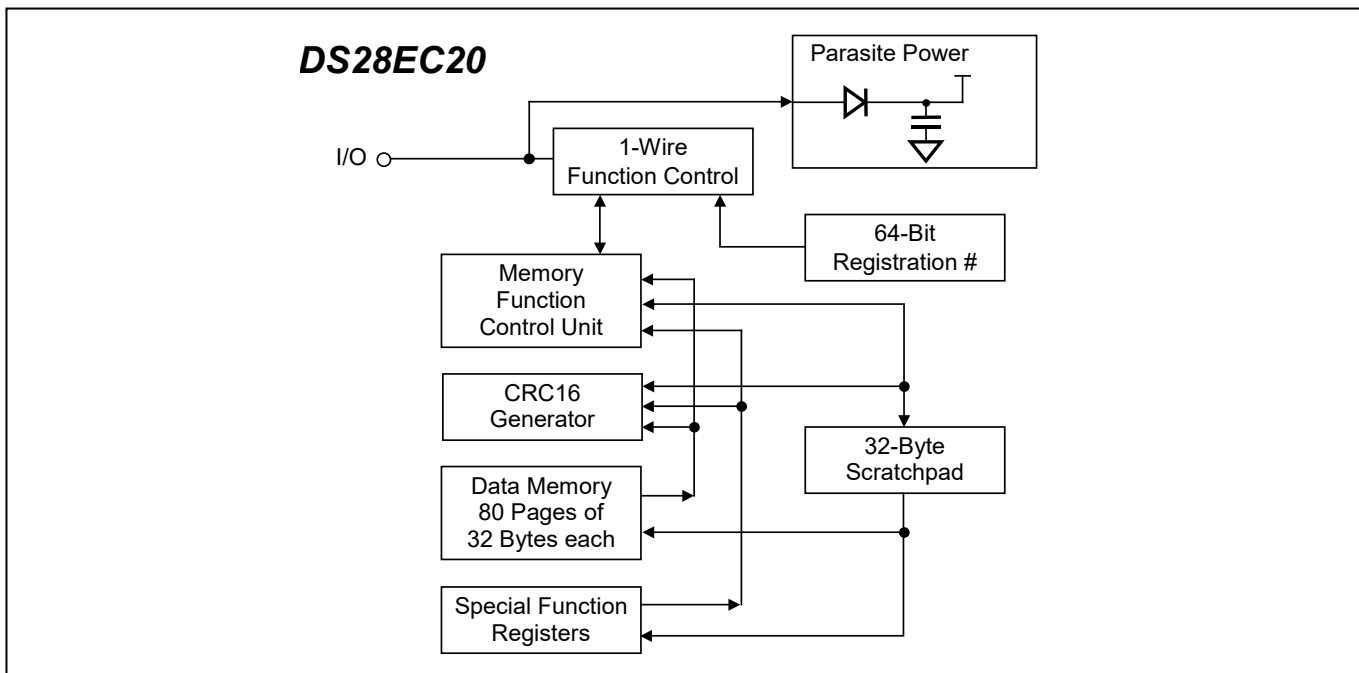 DS28EC20
Parasite Power
I/O
1-Wire
Function Control
64-Bit
Registration #
Memory
Function
Control Unit
CRC16
Generator
32-Byte
Scratchpad
Data Memory
80 Pages of
32 Bytes each
Special Function
Registers